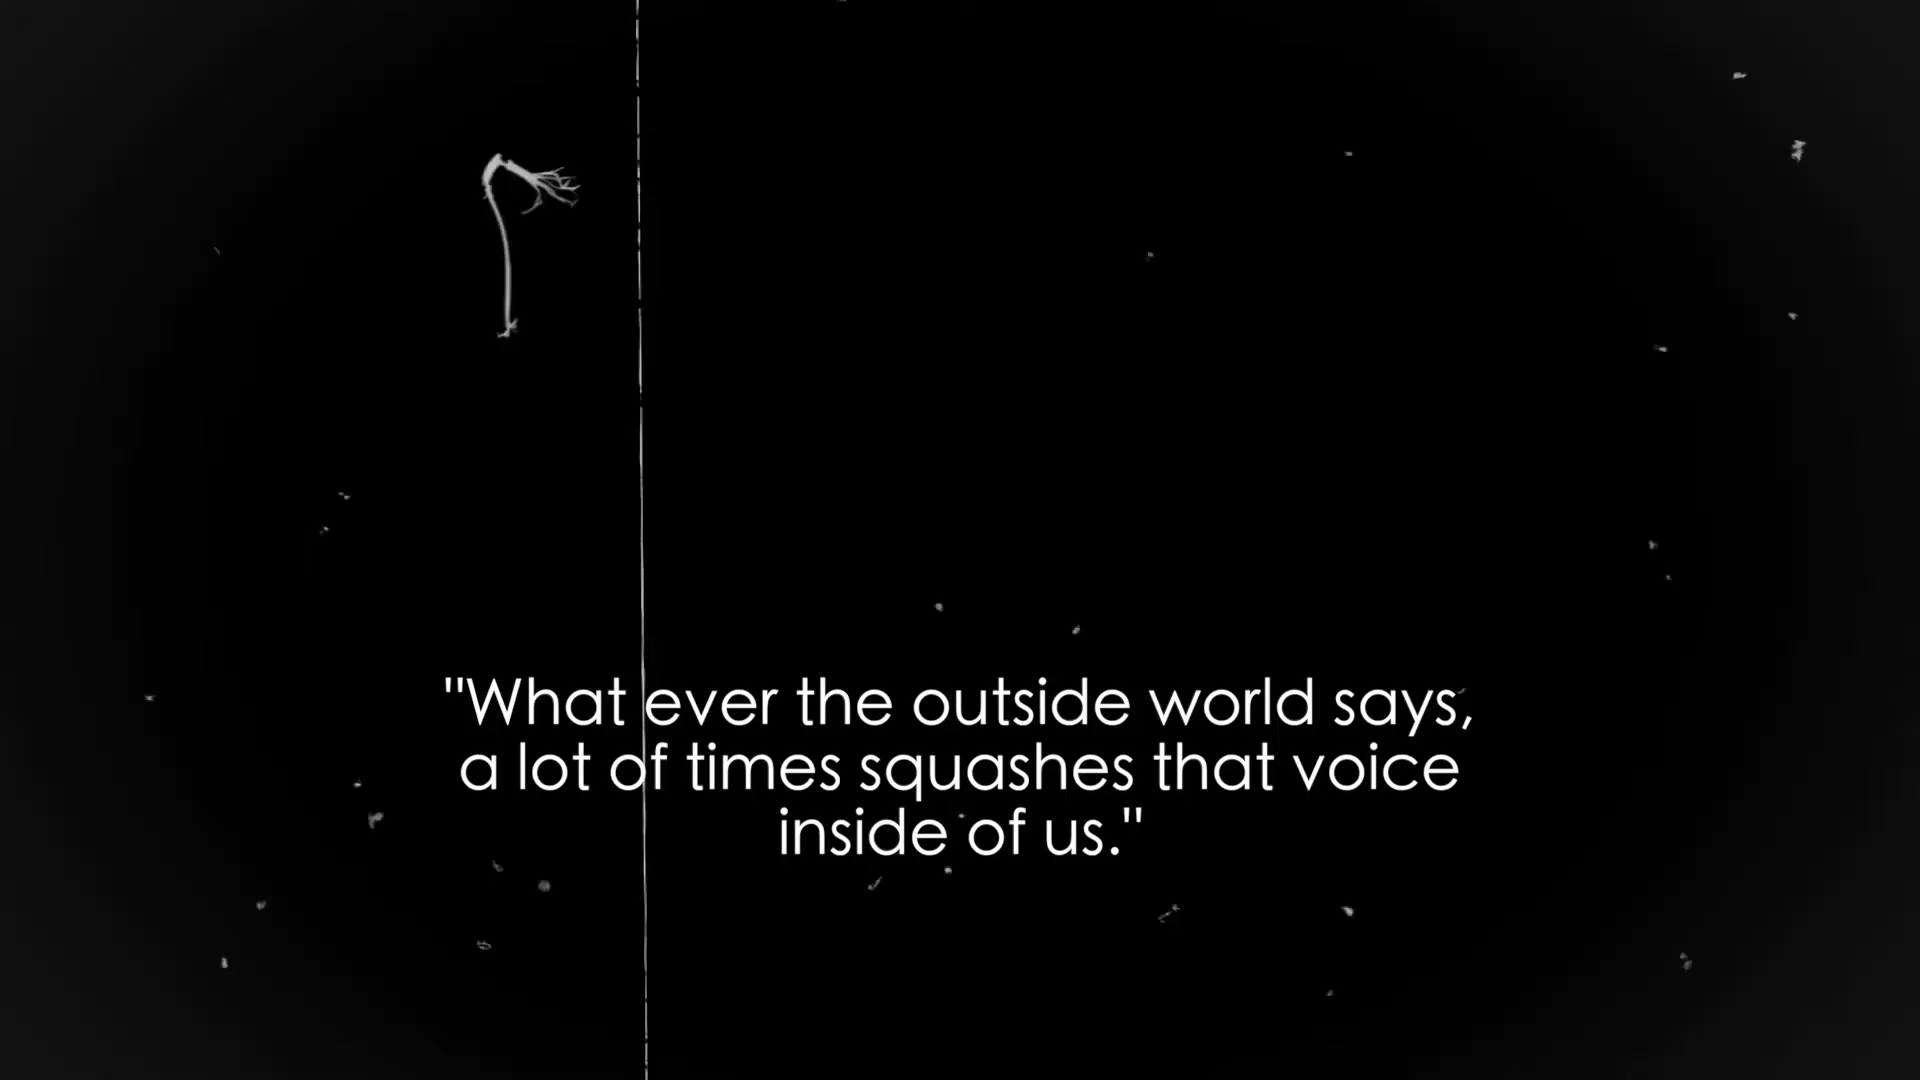 "What ever the outside world says,
a lot of times squashes that voice
inside of us."